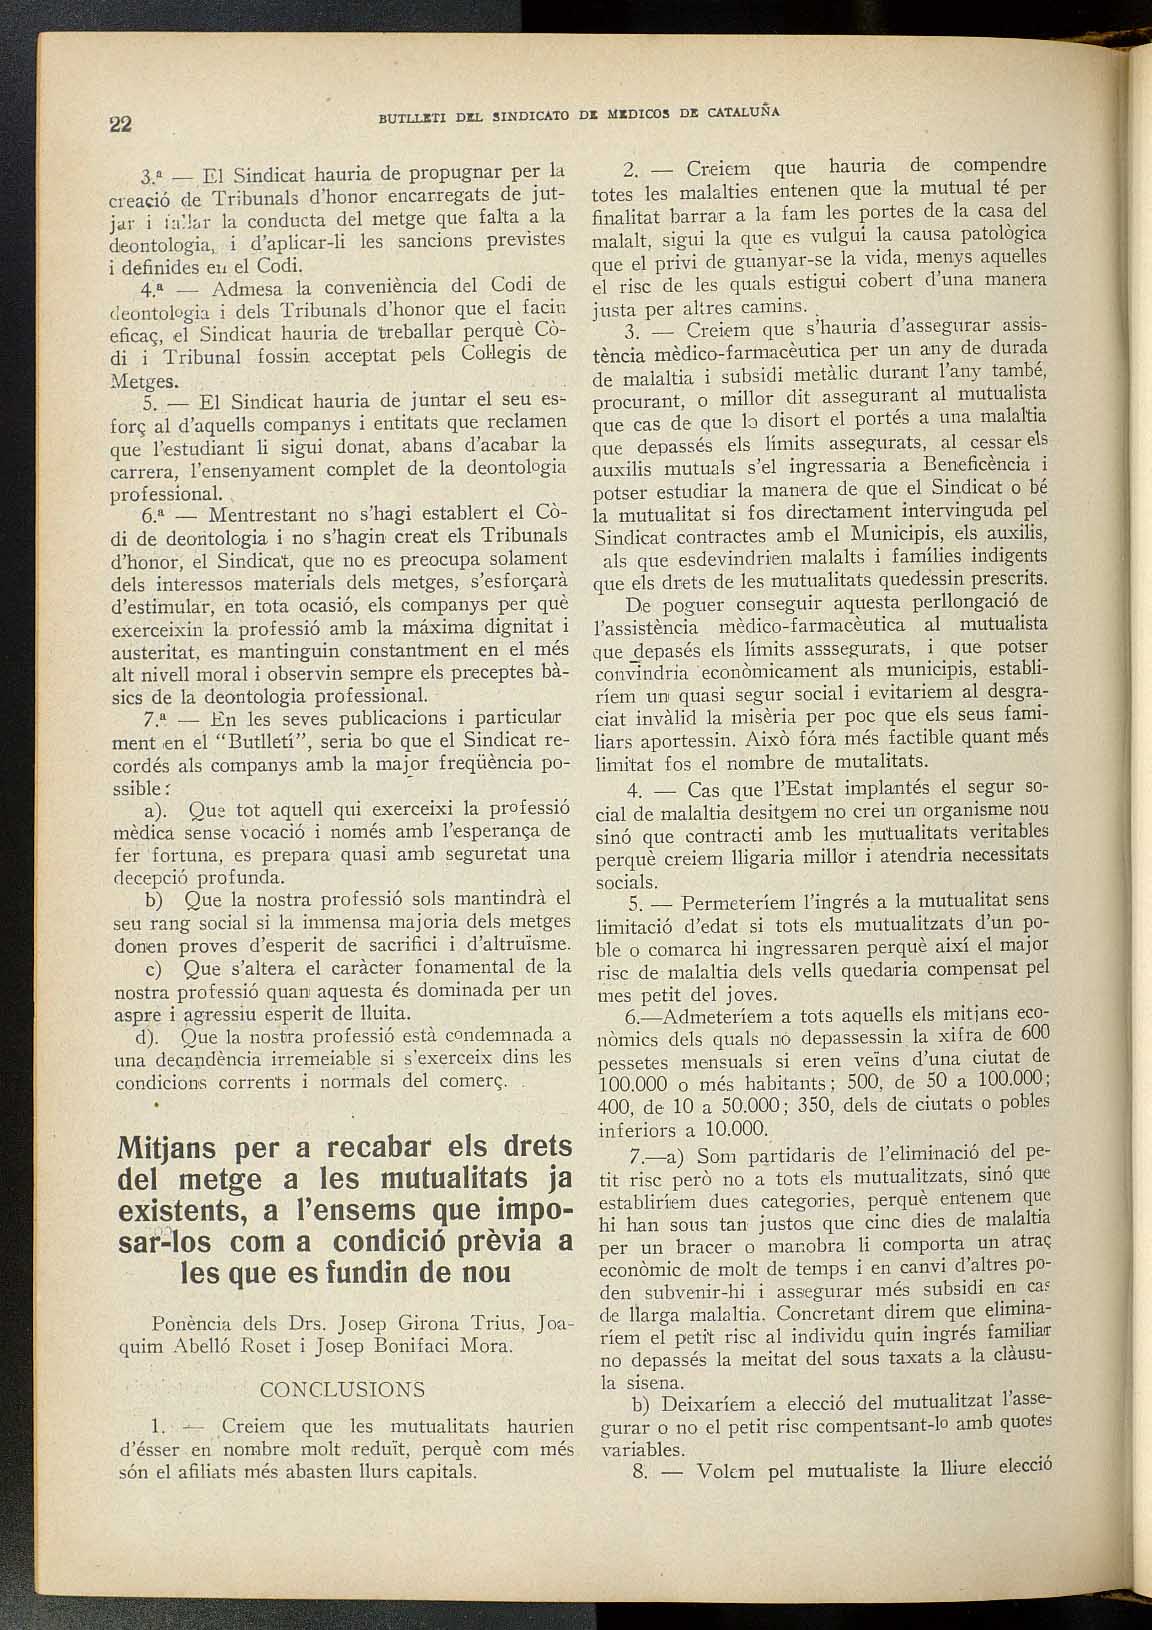 22
BUTLLETI DEL SINDICATO DE MEDICOS DE CATALUÑA
3.ª — El Sindicat hauria de propugnar per la
creació de Tribunals d'honor encarregats de jut-
jar i fallar la conducta del metge que falta a la
deontologia, i d'aplicar-li les sancions previstes
i definides en el Codi.
4.ª — Admesa la conveniència del Codi de
deontologia i dels Tribunals d'honor que el facin
eficaç, el Sindicat hauria de treballar perquè Cò-
di i Tribunal fossin acceptat pels Col·legis de
Metges.
5. — El Sindicat hauria de juntar el seu es-
forç al d'aquells companys i entitats que reclamen
que l'estudiant li sigui donat, abans d'acabar la
carrera, l'ensenyament complet de la deontologia
professional.
6.ª — Mentrestant no s'hagi establert el Cò-
di de deontologia i no s'hagin creat els Tribunals
d'honor, el Sindicat, que no es preocupa solament
dels interessos materials dels metges, s'esforçarà
d'estimular, en tota ocasió, els companys per què
exerceixin la professió amb la máxima dignitat i
austeritat, es mantinguin constantment en el més
alt nivell moral i observin sempre els preceptes bà-
sics de la deontologia professional.
7.ª — En les seves publicacions i particular
ment en el "Butlletí", seria bo que el Sindicat re-
cordés als companys amb la major freqüència po-
ssible:
a). Que tot aquell qui exerceixi la professió
mèdica sense vocació i només amb l'esperança de
fer fortuna, es prepara quasi amb seguretat una
decepció profunda.
b) Que la nostra professió sols mantindrà el
seu rang social si la immensa majoria dels metges
donen proves d'esperit de sacrifici i d'altruïsme.
c) Que s'altera el caràcter fonamental de la
nostra professió quan aquesta és dominada per un
aspre i agressiu esperit de lluita.
d). Que la nostra professió està condemnada a
una decandència irremeiable si s'exerceix dins les
condicions corrents i normals del comerç.
Mitjans per a recabar els drets
del metge a les mutualitats ja
existents, a l'ensems que impo-
sar-los com a condició prèvia a
les que es fundin de nou
Ponència dels Drs. Josep Girona Trius, Joa-
quim Abelló Roset i Josep Bonifaci Mora.
CONCLUSIONS
1. — Creiem que les mutualitats haurien
d'ésser en nombre molt reduït, perquè com més
són el afiliats més abasten llurs capitals.
2. — Creiem que hauria de compendre
totes les malalties entenen que la mutual té per
finalitat barrar a la fam les portes de la casa del
malalt, sigui la que es vulgui la causa patològica
que el privi de guànyar-se la vida, menys aquelles
el risc de les quals estigui cobert d'una manera
justa per altres camins.
3. — Creiem que s'hauria d'assegurar assis-
tència mèdico-farmacèutica per un any de durada
de malaltia i subsidi metàlic durant l'any també,
procurant, o millor dit assegurant al mutualista
que cas de que la disort el portés a una malaltia
que depassés els límits assegurats, al cessar els
auxilis mutuals s'el ingressaria a Beneficència i
potser estudiar la manera de que el Sindicat o bé
la mutualitat si fos directament intervinguda pel
Sindicat contractes amb el Municipis, els auxilis,
als que esdevindrien malalts i famílies indigents
que els drets de les mutualitats quedessin prescrits.
De poguer conseguir aquesta perllongació de
l'assistència mèdico-farmacèutica al mutualista
que depasés els límits asssegurats, i que potser
convindria econòmicament als municipis, establi-
ríem un quasi segur social i evitariem al desgra-
ciat invàlid la misèria per poc que els seus fami-
liars aportessin. Això fóra més factible quant més
limitat fos el nombre de mutalitats.
4. — Cas que l'Estat implantés el segur so-
cial de malaltia desitgem no crei un organisme nou
sinó que contracti amb les mutualitats veritables
perquè creiem lligaria millor i atendria necessitats
socials.
5. — Permeteríem l'ingrés a la mutualitat sens
limitació d'edat si tots els mutualitzats d'un po-
ble o comarca hi ingressaren perquè així el major
risc de malaltia dels vells quedaria compensat pel
mes petit del joves.
6.—Admeteríem a tots aquells els mitjans eco-
nòmics dels quals no depassessin la xifra de 600
pessetes mensuals si eren veïns d'una ciutat de
100.000 o més habitants; 500, de 50 a 100.000;
400, de 10 a 50.000; 350, dels de ciutats o pobles
inferiors a 10.000.
7.—a) Som partidaris de l'eliminació del pe-
tit risc però no a tots els mutualitzats, sinó que
establiríem dues categories, perquè entenem que
hi han sous tan justos que cinc dies de malaltia
per un bracer o manobra li comporta un atraç
econòmic de molt de temps i en canvi d'altres po-
den subvenir-hi i assegurar més subsidi en cas
de llarga malaltia. Concretant direm que elimina-
ríem el petit risc al individu quin ingrés familiar
no depassés la meitat del sous taxats a la clàusu-
la sisena.
b) Deixaríem a elecció del mutualitzat l'asse-
gurar o no el petit risc compentsant-lo amb quotes
variables.
8. — Volem pel mutualiste la lliure elecció